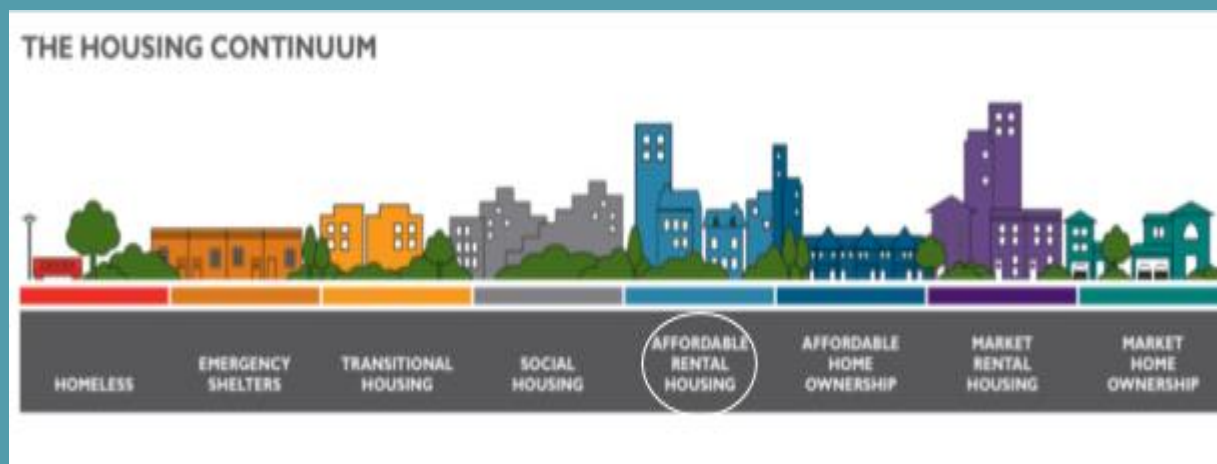 THE HOUSING CONTINUUM
HOMELESS
EMERGENCY
SHELTERS
TRANSITIONAL
HOUSING
SOCIAL
HOUSING
AFFORDABLE
RENTAL
HOUSING
AFFORDABLE
HOME
OWNERSHIP
MARKET
RENTAL
HOUSING
MARKET
HOME
OWNERSHIP